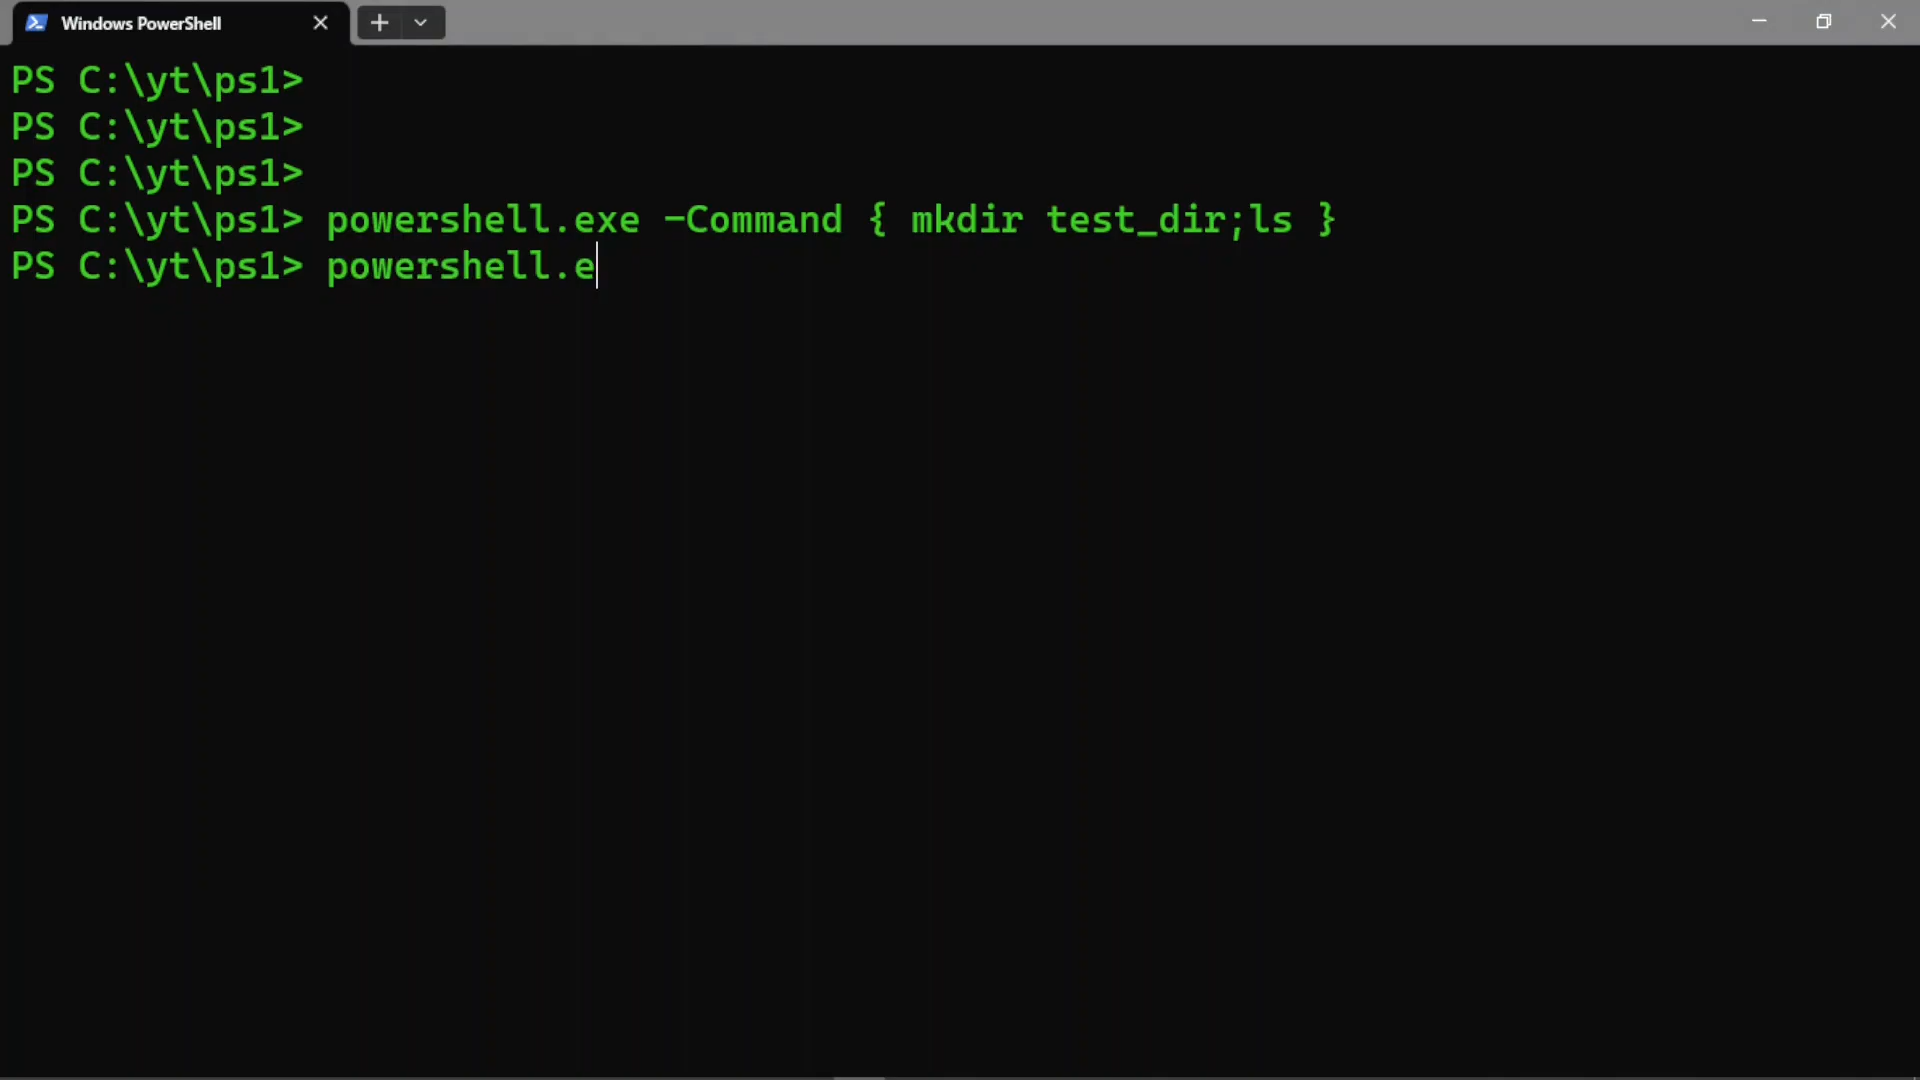 Windows PowerShell
PS C:\yt\ps1>
PS C:\yt\ps1>
PS C:\yt\ps1>
PS C:\yt\ps1> powershell.exe -Command { mkdir test_dir;ls }
PS C:\yt\ps1> powershell.e